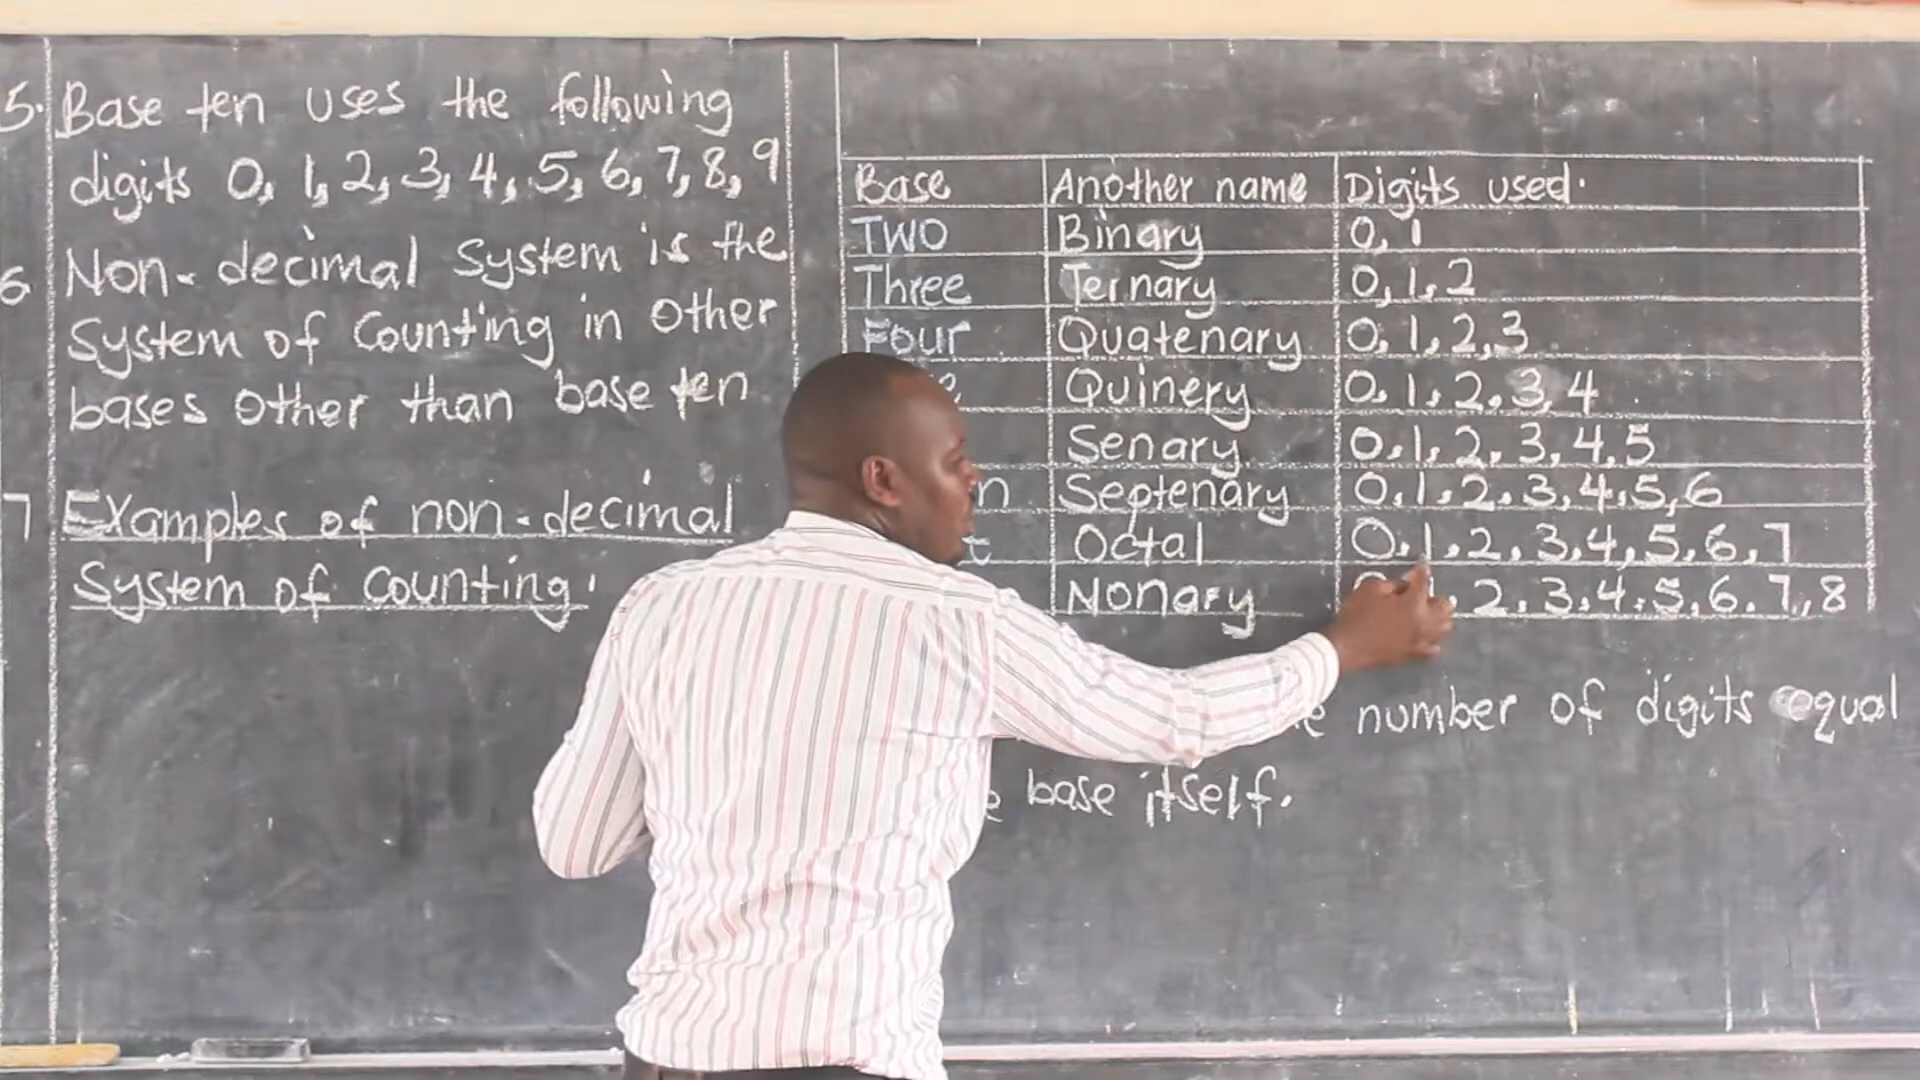 5. Base ten uses the following
digits 0, 1, 2, 3, 4, 5, 6, 7, 8, 9
6 Non-decimal System is the
System of Counting in Other
bases other than base ten
7 Examples of non-decimal
System of Counting.
Base Another name Digits used.
TWO Binary 0, 1
Three Ternary 0, 1, 2
Four Quatenary 0, 1, 2, 3
Quinery 0, 1, 2, 3, 4
Senary 0, 1, 2, 3, 4, 5
Septenary 0, 1, 2, 3, 4, 5, 6
Octal 0, 1, 2, 3, 4, 5, 6, 7
Nonary 2, 3, 4, 5, 6, 7, 8
number of digits equal
base itself.